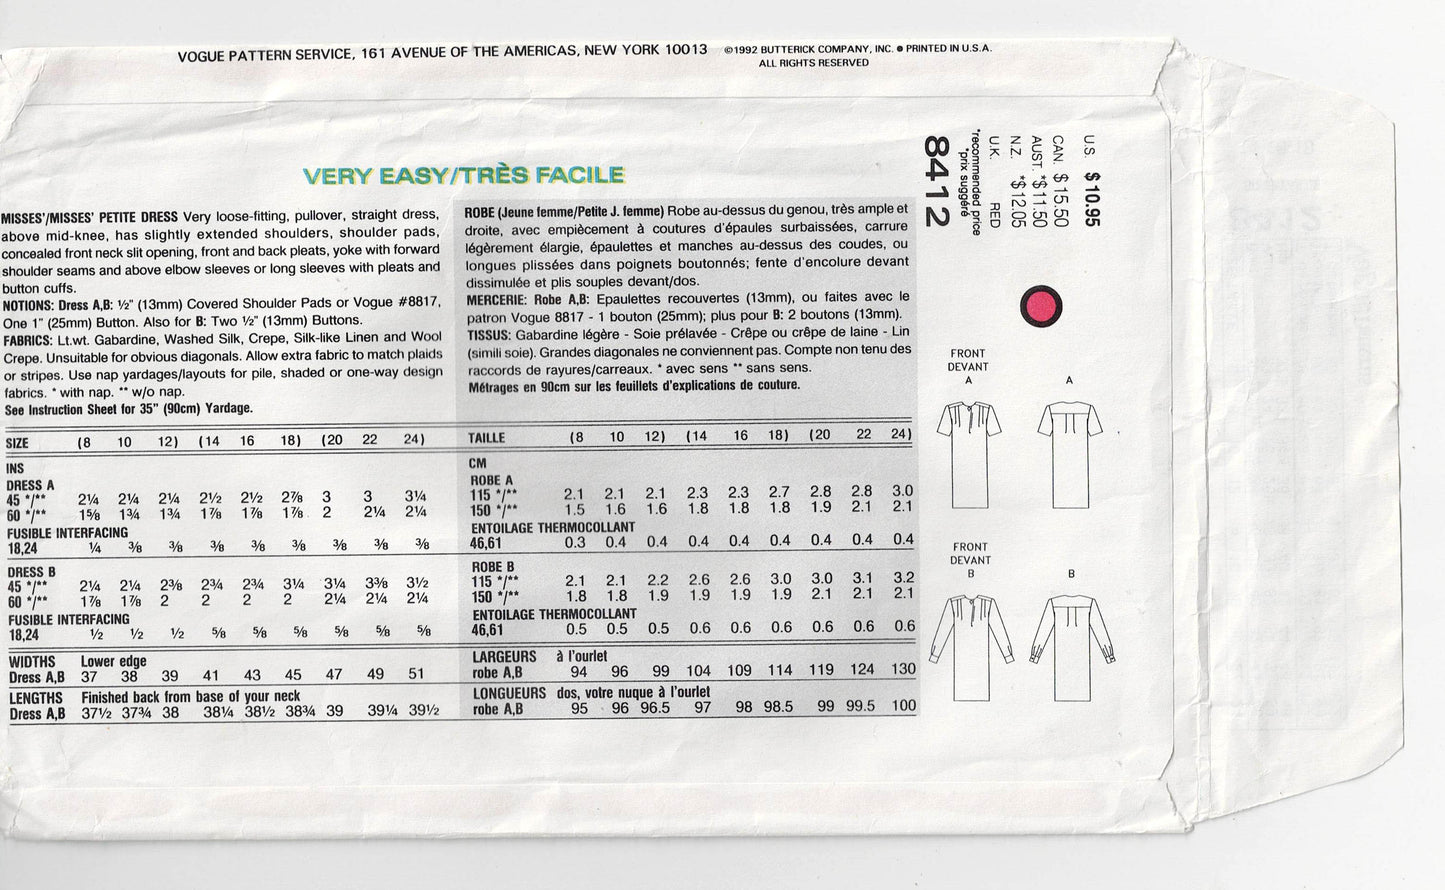 VOGUE PATTERN SERVICE, 161 AVENUE OF THE AMERICAS, NEW YORK 10013 ©1992 BUTTERICK COMPANY, INC. ● PRINTED IN U.S.A.
ALL RIGHTS RESERVED
VERY EASY/TRÈS FACILE
MISSES'/MISSES' PETITE DRESS Very loose-fitting, pullover, straight dress,
above mid-knee, has slightly extended shoulders, shoulder pads,
concealed front neck slit opening, front and back pleats, yoke with forward
shoulder seams and above elbow sleeves or long sleeves with pleats and
button cuffs.
NOTIONS: Dress A,B: ½" (13mm) Covered Shoulder Pads or Vogue #8817,
One 1" (25mm) Button. Also for B: Two ½" (13mm) Buttons.
FABRICS: Lt.wt. Gabardine, Washed Silk, Crepe, Silk-like Linen and Wool
Crepe. Unsuitable for obvious diagonals. Allow extra fabric to match plaids
or stripes. Use nap yardages/layouts for pile, shaded or one-way design
fabrics. * with nap. ** w/o nap.
See Instruction Sheet for 35" (90cm) Yardage.
SIZE (8 10 12) (14 16 18) (20 22 24)
INS
DRESS A
45 */** 2¼ 2¼ 2¼ 2½ 2½ 2⅞ 3 3 3¼
60 */** 1⅝ 1¾ 1¾ 1⅞ 1⅞ 1⅞ 2 2¼ 2¼
FUSIBLE INTERFACING
18,24 ¼ ⅜ ⅜ ⅜ ⅜ ⅜ ⅜ ⅜ ⅜
DRESS B
45 */** 2¼ 2¼ 2⅜ 2¾ 2¾ 3¼ 3¼ 3⅜ 3½
60 */** 1⅞ 1⅞ 2 2 2 2 2¼ 2¼ 2¼
FUSIBLE INTERFACING
18,24 ½ ½ ½ ⅝ ⅝ ⅝ ⅝ ⅝ ⅝
WIDTHS Lower edge
Dress A,B 37 38 39 41 43 45 47 49 51
LENGTHS Finished back from base of your neck
Dress A,B 37½ 37¾ 38 38¼ 38½ 38¾ 39 39¼ 39½
ROBE (Jeune femme/Petite J. femme) Robe au-dessus du genou, très ample et
droite, avec empiècement à coutures d'épaules surbaissées, carrure
légèrement élargie, épaulettes et manches au-dessus des coudes, ou
longues plissées dans poignets boutonnés; fente d'encolure devant
dissimulée et plis souples devant/dos.
MERCERIE: Robe A,B: Epaulettes recouvertes (13mm), ou faites avec le
patron Vogue 8817 - 1 bouton (25mm); plus pour B: 2 boutons (13mm).
TISSUS: Gabardine légère - Soie prélavée - Crêpe ou crêpe de laine - Lin
(simili soie). Grandes diagonales ne conviennent pas. Compte non tenu des
raccords de rayures/carreaux. * avec sens ** sans sens.
Métrages en 90cm sur les feuillets d'explications de couture.
TAILLE (8 10 12) (14 16 18) (20 22 24)
CM
ROBE A
115 */** 2.1 2.1 2.1 2.3 2.3 2.7 2.8 2.8 3.0
150 */** 1.5 1.6 1.6 1.8 1.8 1.8 1.9 2.1 2.1
ENTOILAGE THERMOCOLLANT
46,61 0.3 0.4 0.4 0.4 0.4 0.4 0.4 0.4 0.4
ROBE B
115 */** 2.1 2.1 2.2 2.6 2.6 3.0 3.0 3.1 3.2
150 */** 1.8 1.8 1.9 1.9 1.9 1.9 2.1 2.1 2.1
ENTOILAGE THERMOCOLLANT
46,61 0.5 0.5 0.5 0.6 0.6 0.6 0.6 0.6 0.6
LARGEURS à l'ourlet
robe A,B 94 96 99 104 109 114 119 124 130
LONGUEURS dos, votre nuque à l'ourlet
robe A,B 95 96 96.5 97 98 98.5 99 99.5 100
U.S. $ 10.95
CAN. $ 15.50
AUST. *$ 11.50
N.Z. *$ 12.05
U.K. RED
*recommended price
*prix suggéré
8412
FRONT
DEVANT
A
A
FRONT
DEVANT
B
B